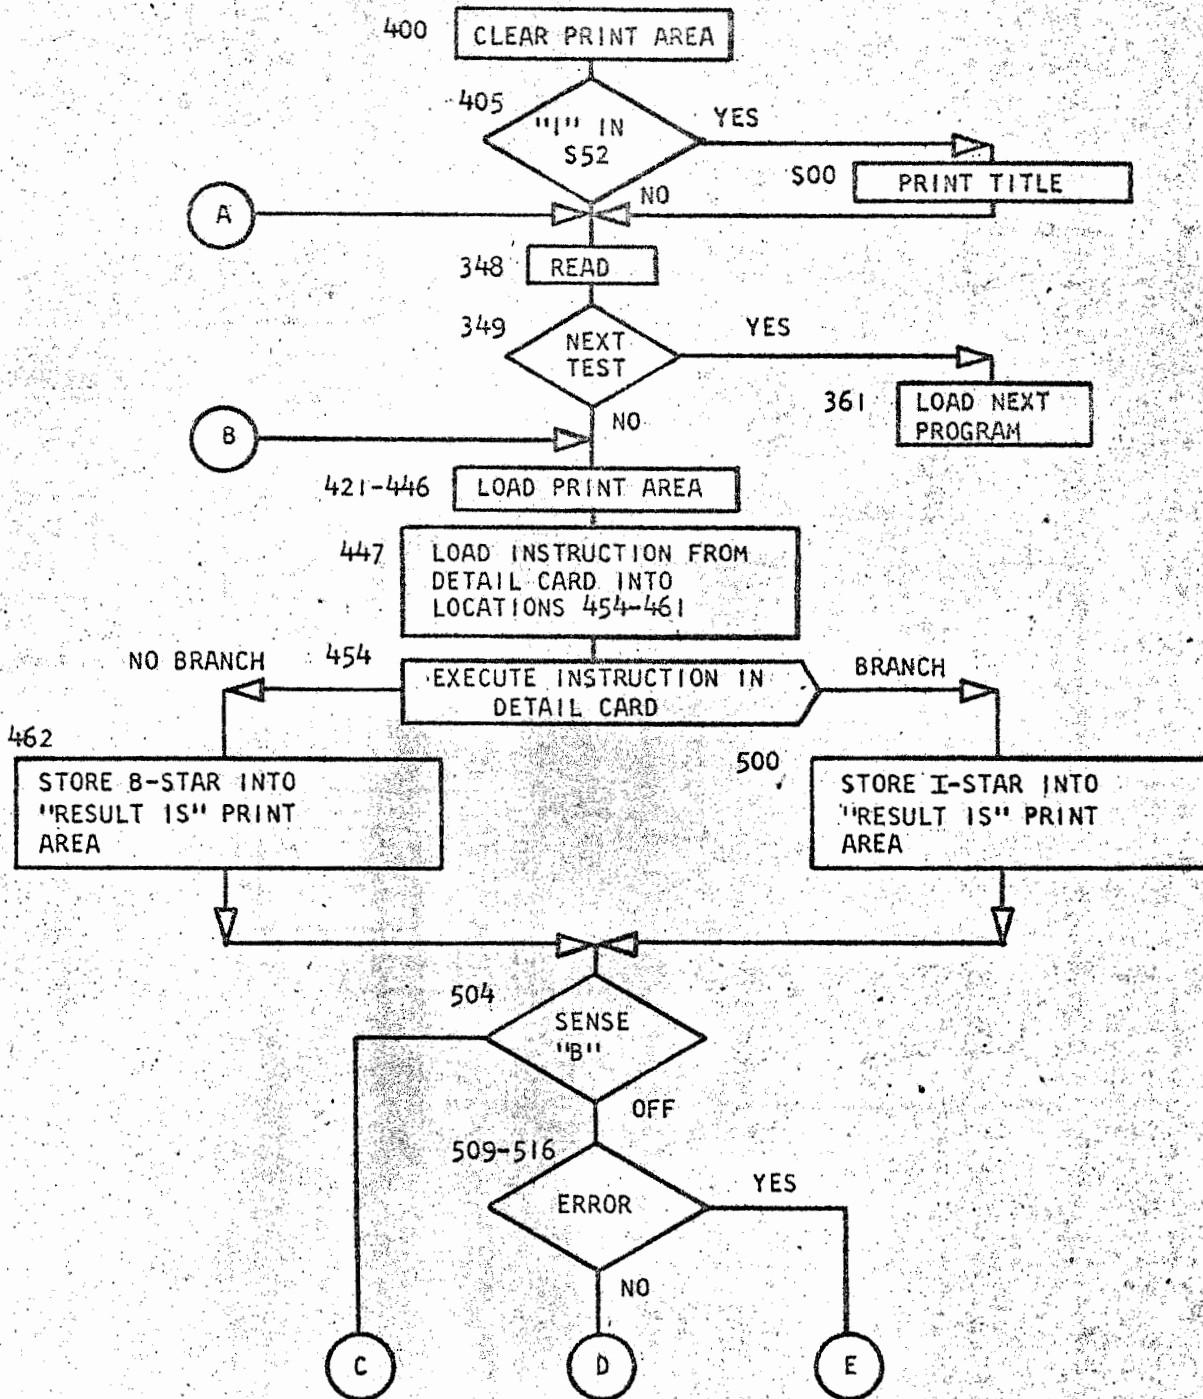 400
CLEAR PRINT AREA
405
"1" IN
S52
YES
S00
PRINT TITLE
NO
A
348
READ
349
NEXT
TEST
YES
361
LOAD NEXT
PROGRAM
NO
B
421-446
LOAD PRINT AREA
447
LOAD INSTRUCTION FROM
DETAIL CARD INTO
LOCATIONS 454-461
NO BRANCH
454
EXECUTE INSTRUCTION IN
DETAIL CARD
BRANCH
462
STORE B-STAR INTO
"RESULT IS" PRINT
AREA
500
STORE I-STAR INTO
"RESULT IS" PRINT
AREA
504
SENSE
"B"
OFF
509-516
ERROR
YES
NO
C
D
E